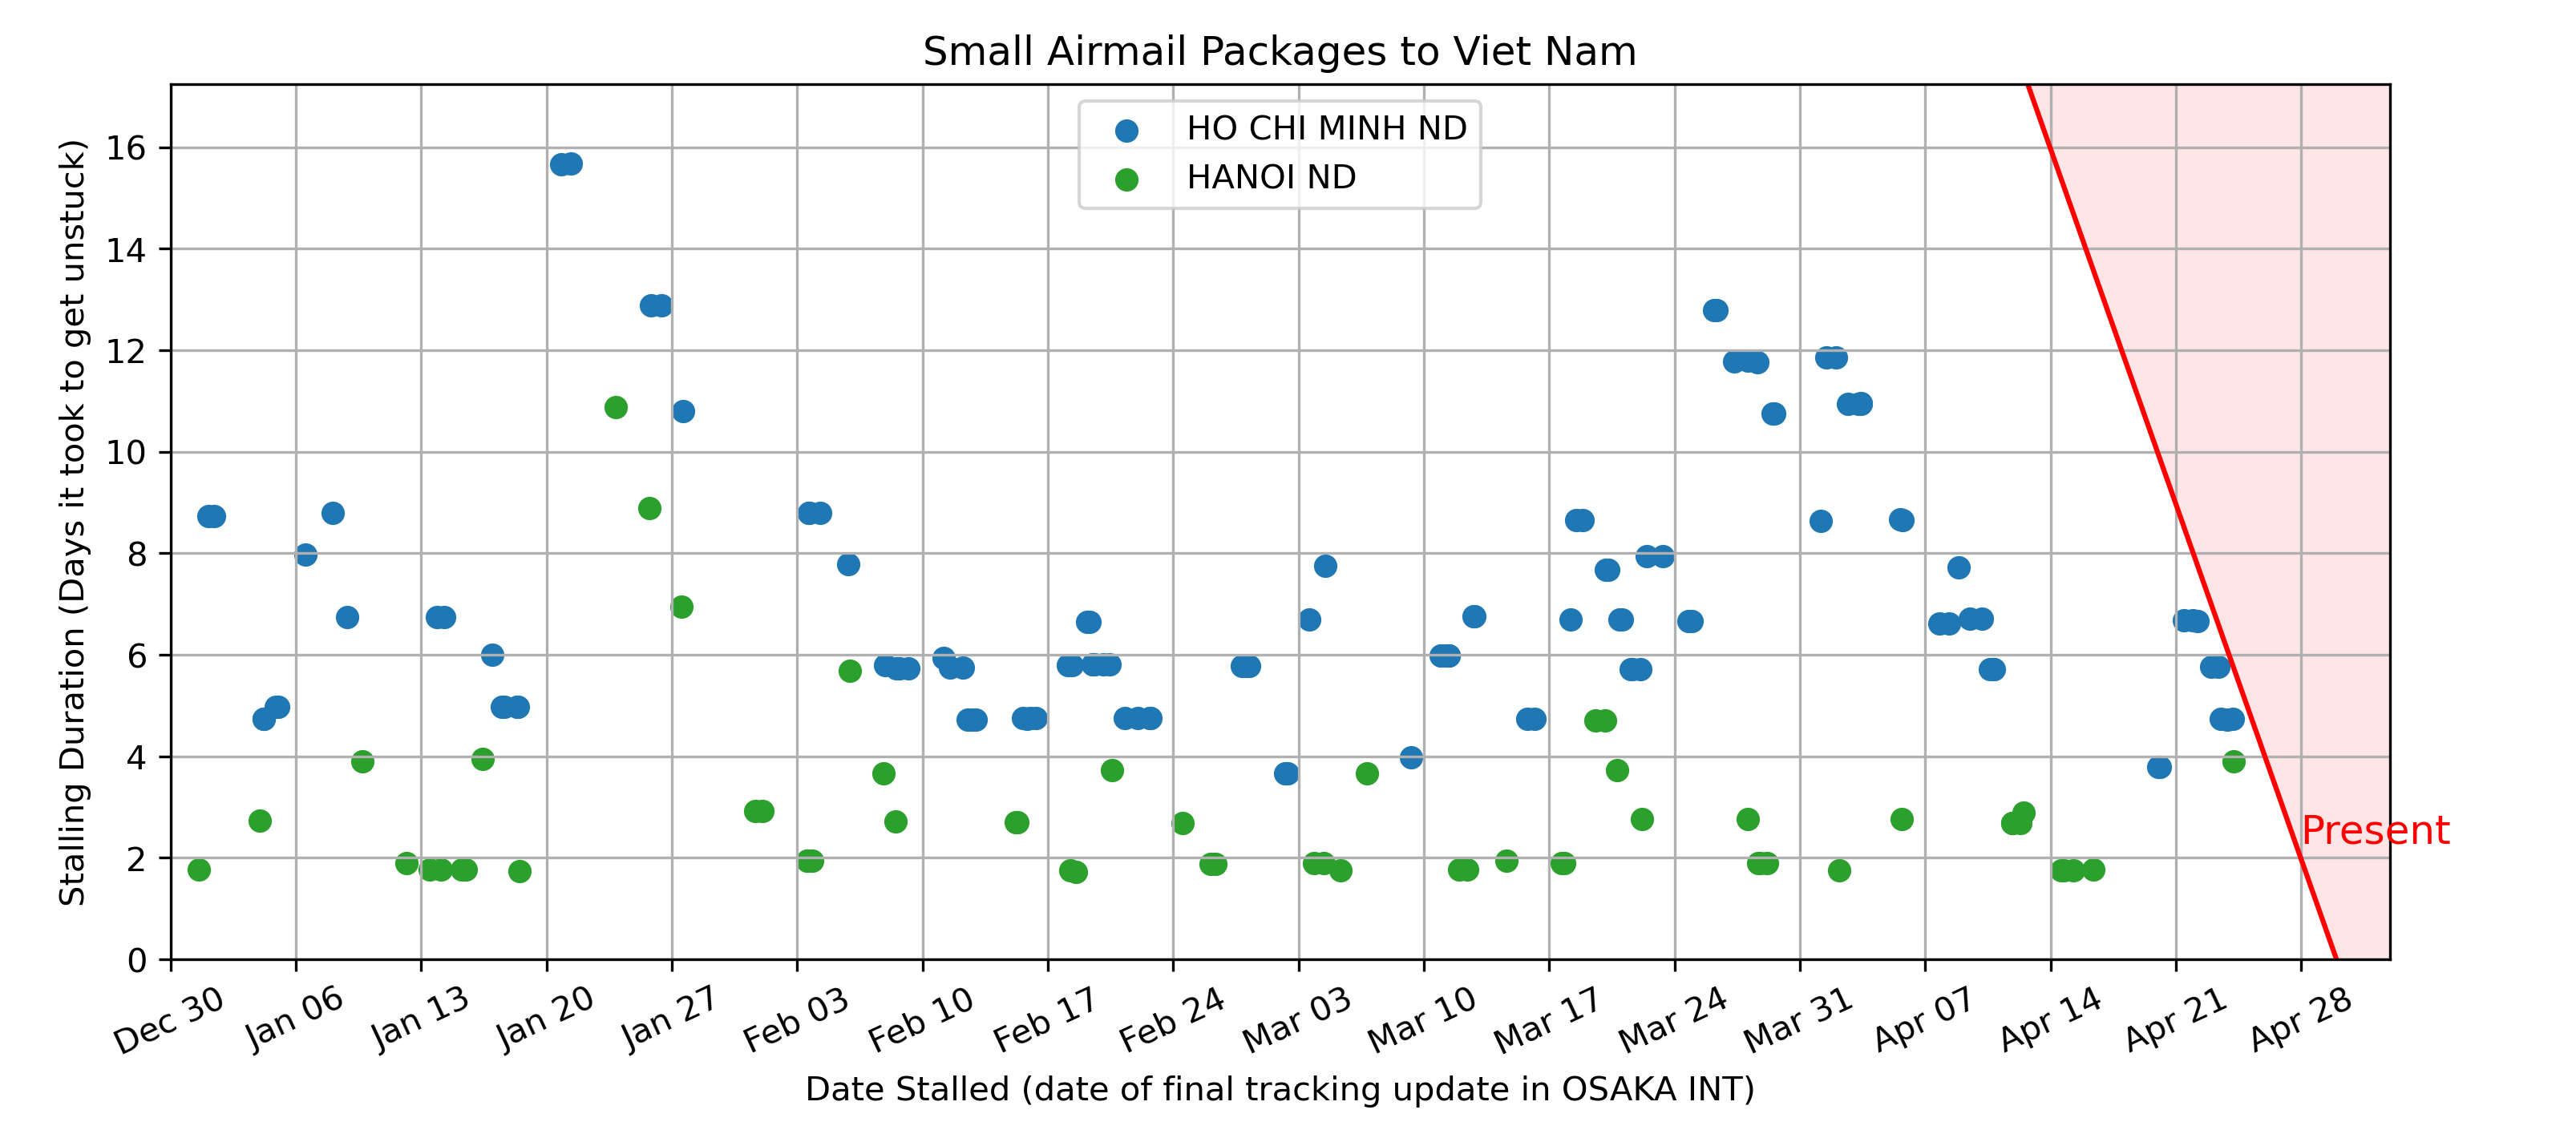 Small Airmail Packages to Viet Nam
HO CHI MINH ND
HANOI ND
Stalling Duration (Days it took to get unstuck)
16
14
12
10
8
6
4
2
0
Present
Dec 30
Jan 06
Jan 13
Jan 20
Jan 27
Feb 03
Feb 10
Feb 17
Feb 24
Mar 03
Mar 10
Mar 17
Mar 24
Mar 31
Apr 07
Apr 14
Apr 21
Apr 28
Date Stalled (date of final tracking update in OSAKA INT)